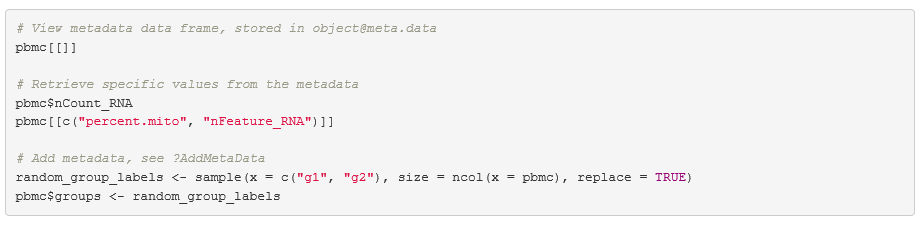 # View metadata data frame, stored in object@meta.data
pbmc[[]]
# Retrieve specific values from the metadata
pbmc$nCount_RNA
pbmc[[c("percent.mito", "nFeature_RNA")]]
# Add metadata, see ?AddMetaData
random_group_labels <- sample(x = c("g1", "g2"), size = ncol(x = pbmc), replace = TRUE)
pbmc$groups <- random_group_labels